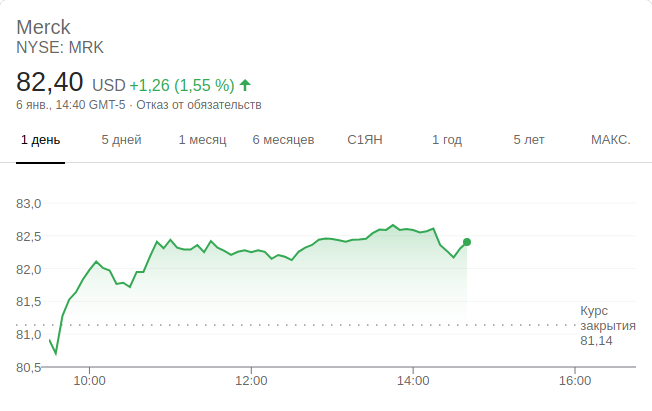 Merck
NYSE: MRK
82,40 USD +1,26 (1,55 %)
6 янв., 14:40 GMT-5 · Отказ от обязательств
1 день 5 дней 1 месяц 6 месяцев С1ЯН 1 год 5 лет МАКС.
83,0
82,5
82,0
81,5
81,0
80,5
Курс
закрытия
81,14
10:00 12:00 14:00 16:00